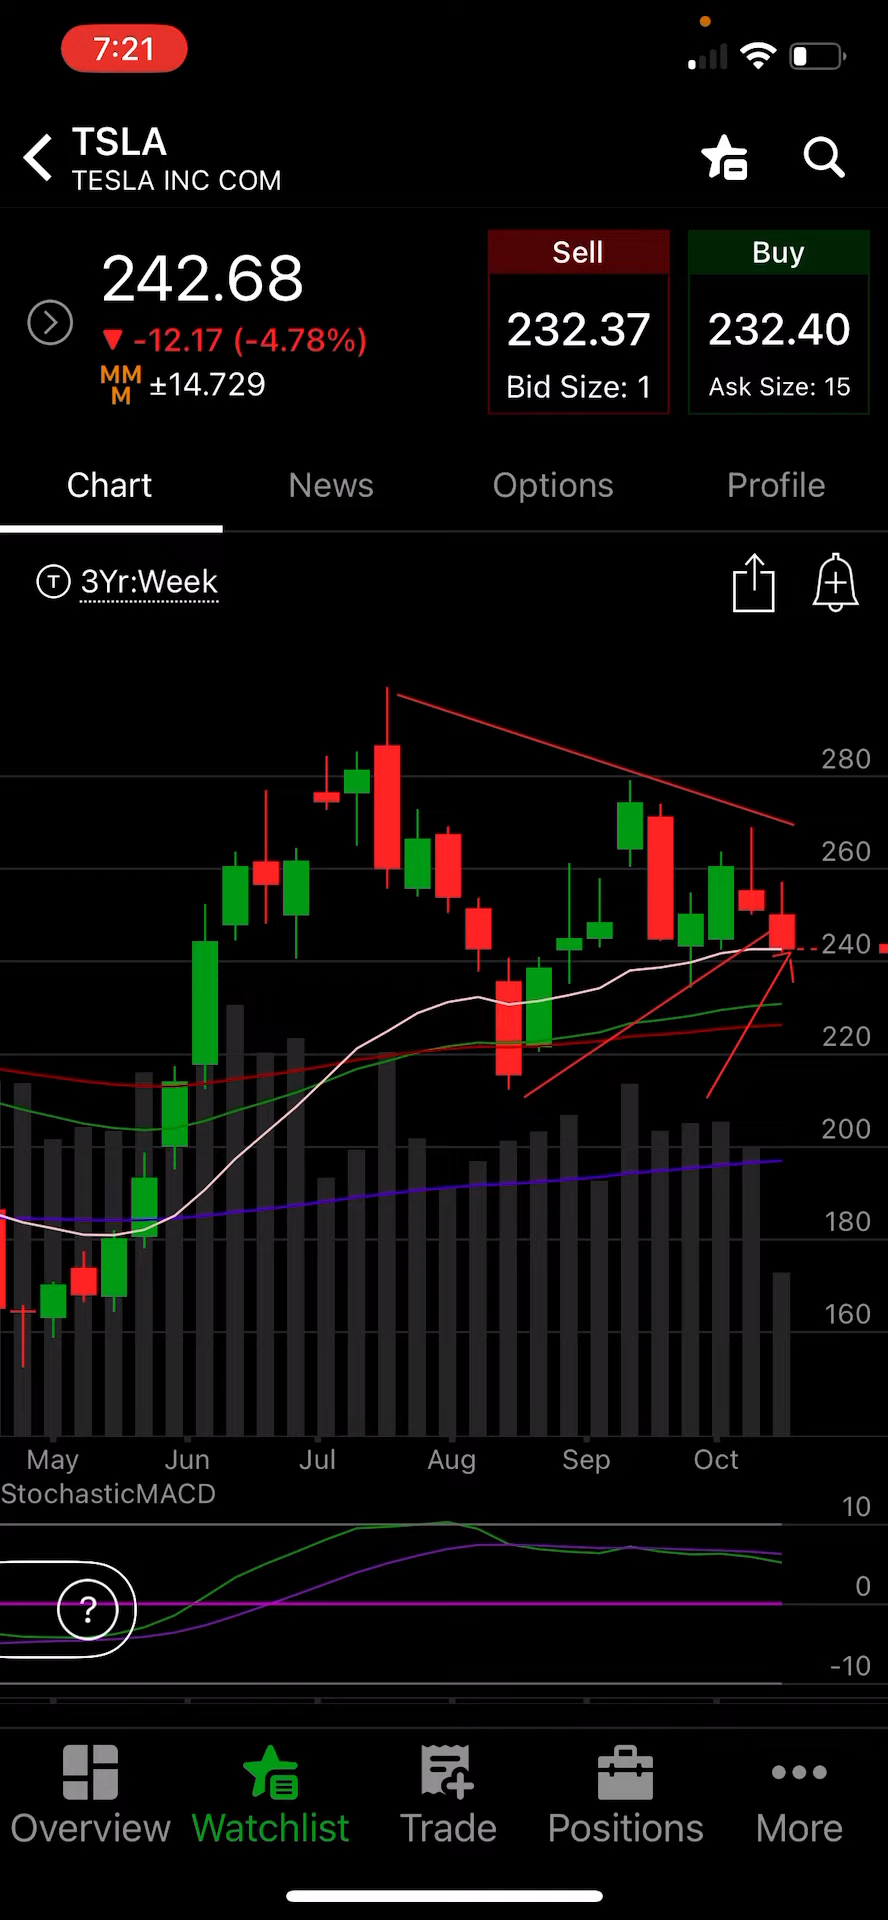 7:21
TSLA
TESLA INC COM
242.68
-12.17 (-4.78%)
MM
M
±14.729
Sell
232.37
Bid Size: 1
Buy
232.40
Ask Size: 15
Chart
News
Options
Profile
T
3Yr:Week
280
260
240
220
200
180
160
May
Jun
Jul
Aug
Sep
Oct
StochasticMACD
10
0
-10
?
Overview
Watchlist
Trade
Positions
More